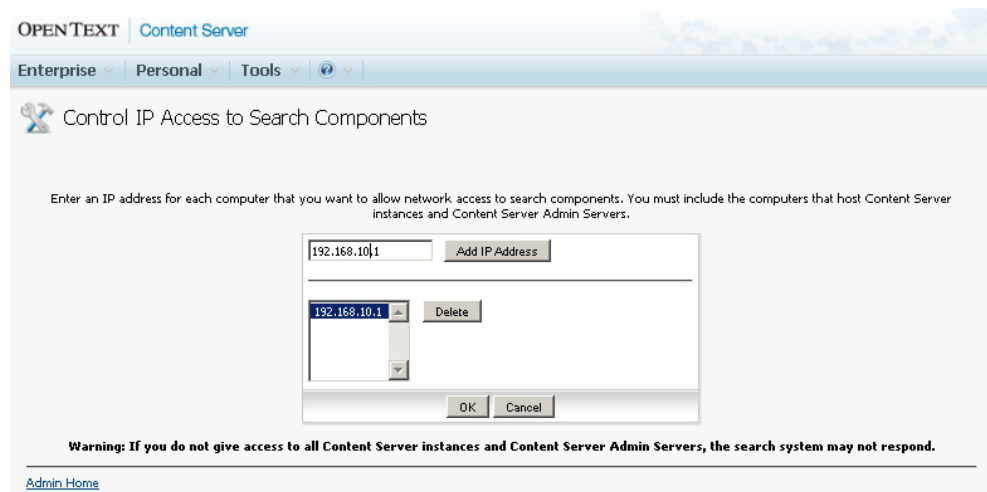 OPENTEXT Content Server
Enterprise Personal Tools ?
Control IP Access to Search Components
Enter an IP address for each computer that you want to allow network access to search components. You must include the computers that host Content Server
instances and Content Server Admin Servers.
192.168.10.1 Add IP Address
192.168.10.1 Delete
OK Cancel
Warning: If you do not give access to all Content Server instances and Content Server Admin Servers, the search system may not respond.
Admin Home